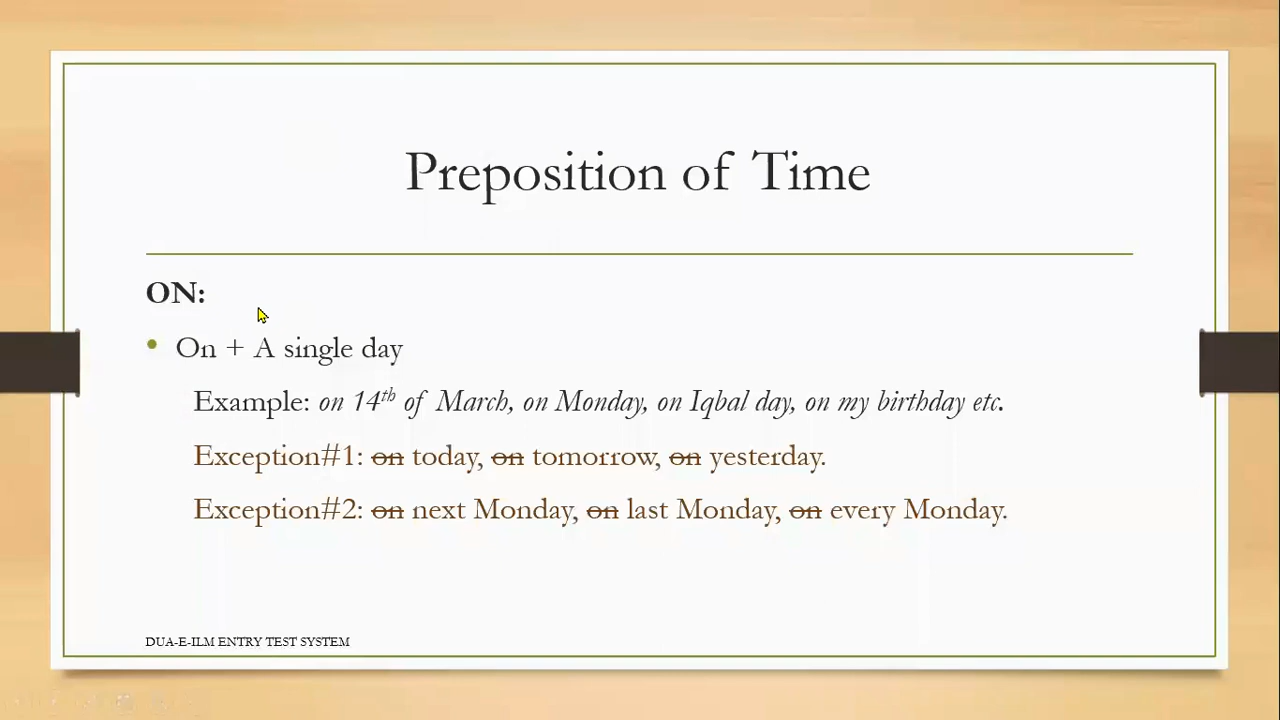 Preposition of Time
ON:
• On + A single day
Example: on 14th of March, on Monday, on Iqbal day, on my birthday etc.
Exception#1: on today, on tomorrow, on yesterday.
Exception#2: on next Monday, on last Monday, on every Monday.
DUA-E-ILM ENTRY TEST SYSTEM